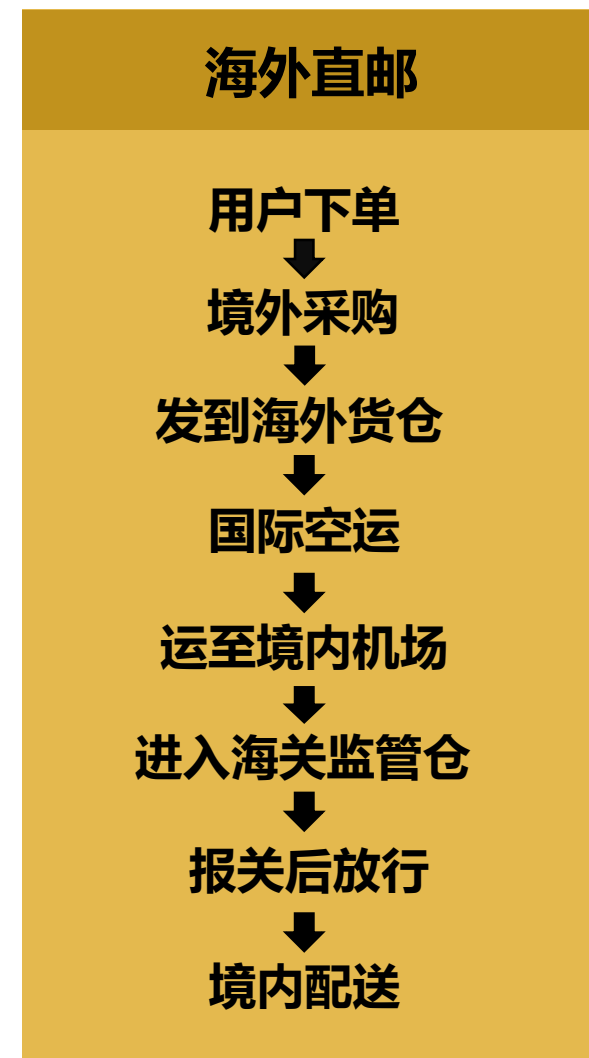 海外直邮
用户下单
境外采购
发到海外货仓
国际空运
运至境内机场
进入海关监管仓
报关后放行
境内配送